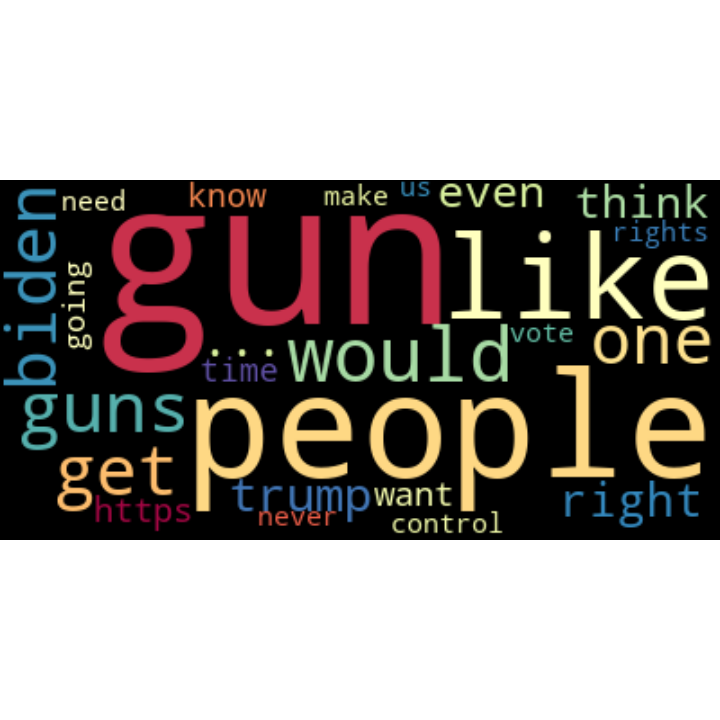 need
know
make
us
even
think
rights
biden
going
gun
like
...
would
vote
one
time
guns
people
get
trump
want
right
https
never
control